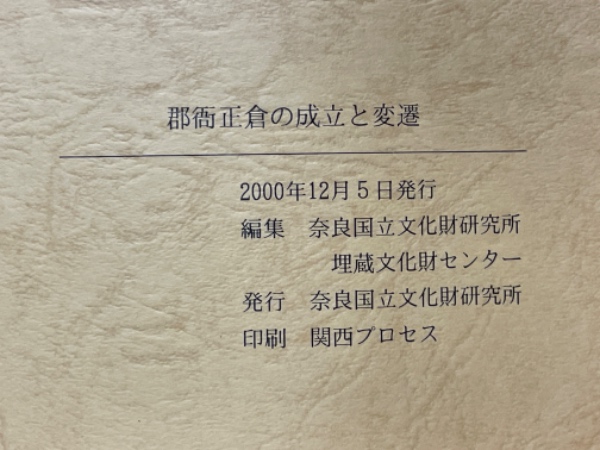 郡衙正倉の成立と変遷
2000年12月5日発行
編集 奈良国立文化財研究所
埋蔵文化財センター
発行 奈良国立文化財研究所
印刷 関西プロセス